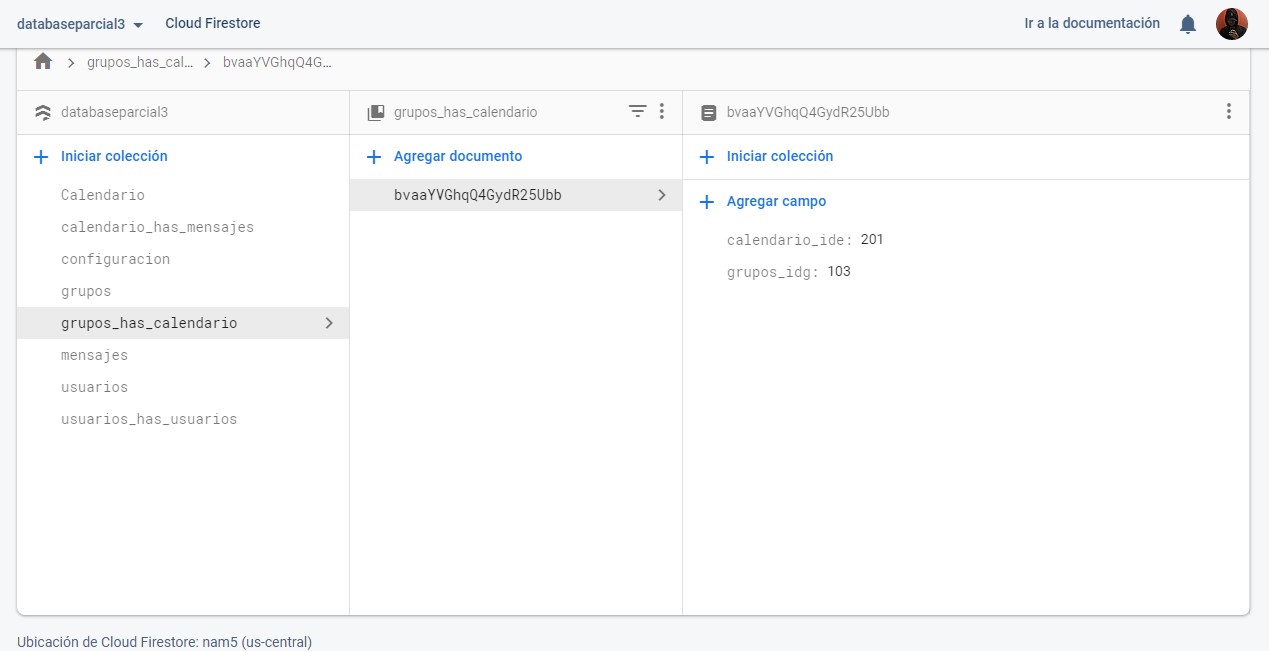 databaseparcial3 Cloud Firestore Ir a la documentación
grupos_has_cal... bvaaYVGhqQ4G...
databaseparcial3 grupos_has_calendario bvaaYVGhqQ4GydR25Ubb
Iniciar colección Agregar documento Iniciar colección
Calendario bvaaYVGhqQ4GydR25Ubb Agregar campo
calendario_has_mensajes calendario_ide: 201
configuracion grupos_idg: 103
grupos
grupos_has_calendario
mensajes
usuarios
usuarios_has_usuarios
Ubicación de Cloud Firestore: nam5 (us-central)